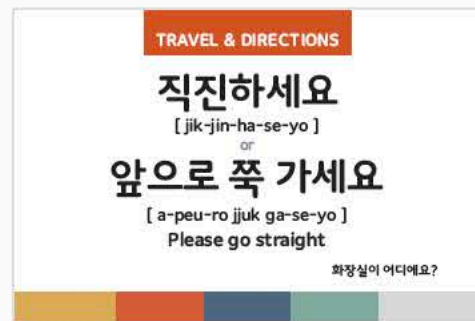 TRAVEL & DIRECTIONS
직진하세요
[ jik-jin-ha-se-yo ]
or
앞으로 쭉 가세요
[ a-peu-ro jjuk ga-se-yo ]
Please go straight
화장실이 어디에요?